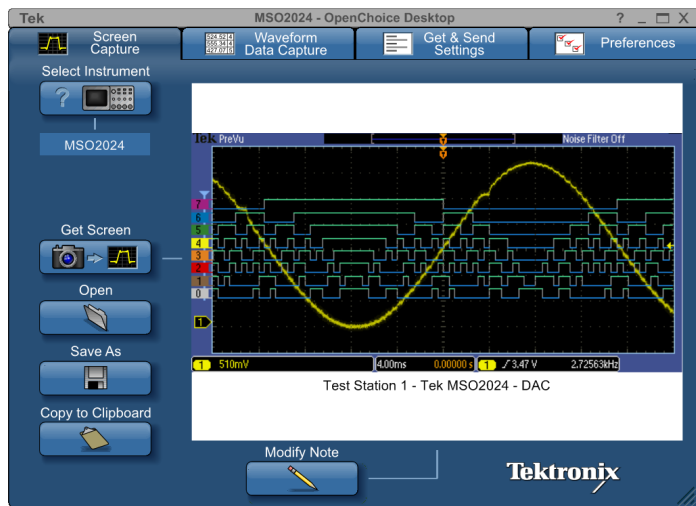 Tek
MSO2024 - OpenChoice Desktop
? _ X
Screen
Capture
Waveform
Data Capture
Get & Send
Settings
Preferences
Select Instrument
?
MSO2024
Get Screen
Open
Save As
Copy to Clipboard
Tek PreVu
Noise Filter Off
7
6
5
4
3
2
1
0
1
1 510mV
4.00ms
0.00000 s
1 3.47 V
2.72563kHz
Test Station 1 - Tek MSO2024 - DAC
Modify Note
Tektronix